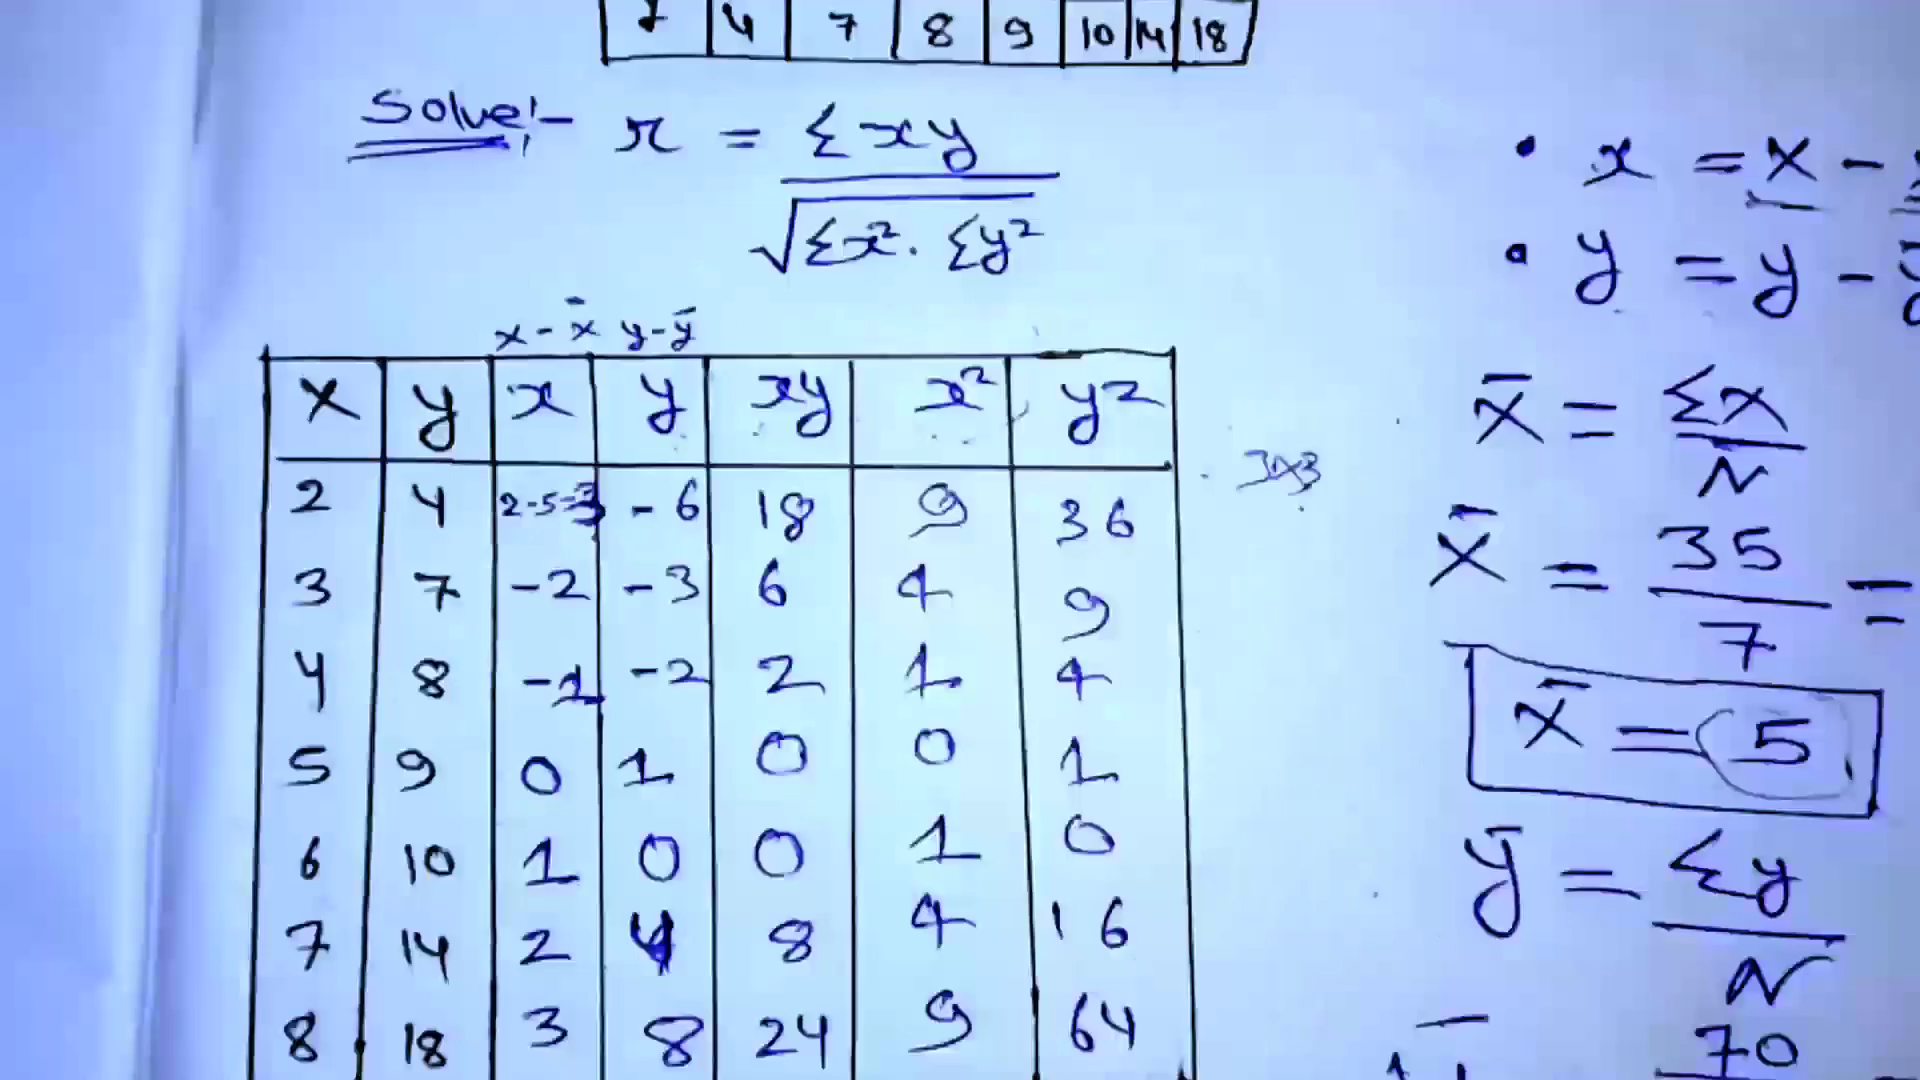 4 7 8 9 10 14 18
Solve:- r = Σxy
√Σx². Σy²
x - x̄ y - ȳ
x y x y xy x² y²
2 4 2-5=-3 -6 18 9 36
3 7 -2 -3 6 4 9
4 8 -1 -2 2 1 4
5 9 0 1 0 0 1
6 10 1 0 0 1 0
7 14 2 4 8 4 16
8 18 3 8 24 9 64
3x3
• x = x -
• y = y -
x̄ = Σx
N
x̄ = 35 =
7
x̄ = 5
ȳ = Σy
N
70